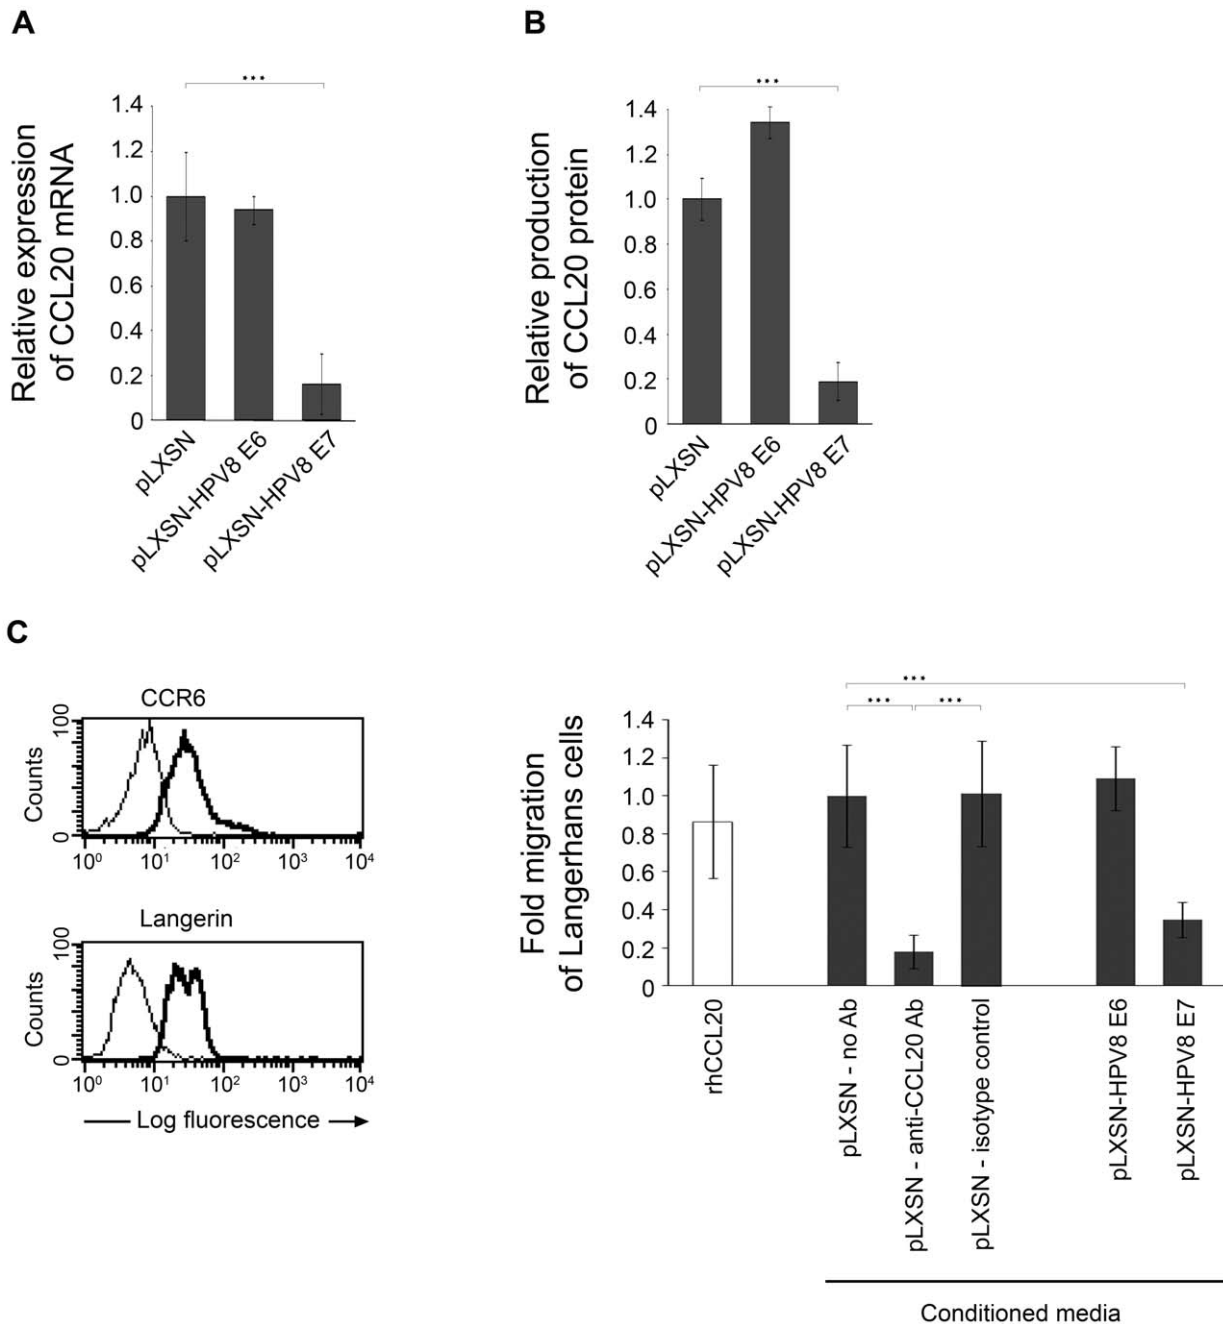 A
***
Relative expression
of CCL20 mRNA
1.4
1.2
1.0
0.8
0.6
0.4
0.2
0
pLXSN
pLXSN-HPV8 E6
pLXSN-HPV8 E7
B
***
Relative production
of CCL20 protein
1.4
1.2
1.0
0.8
0.6
0.4
0.2
0
pLXSN
pLXSN-HPV8 E6
pLXSN-HPV8 E7
C
CCR6
Counts
100
0
10⁰ 10¹ 10² 10³ 10⁴
Langerin
Counts
100
0
10⁰ 10¹ 10² 10³ 10⁴
Log fluorescence
***
*** ***
Fold migration
of Langerhans cells
1.4
1.2
1.0
0.8
0.6
0.4
0.2
0
rhCCL20
pLXSN - no Ab
pLXSN - anti-CCL20 Ab
pLXSN - isotype control
pLXSN-HPV8 E6
pLXSN-HPV8 E7
Conditioned media